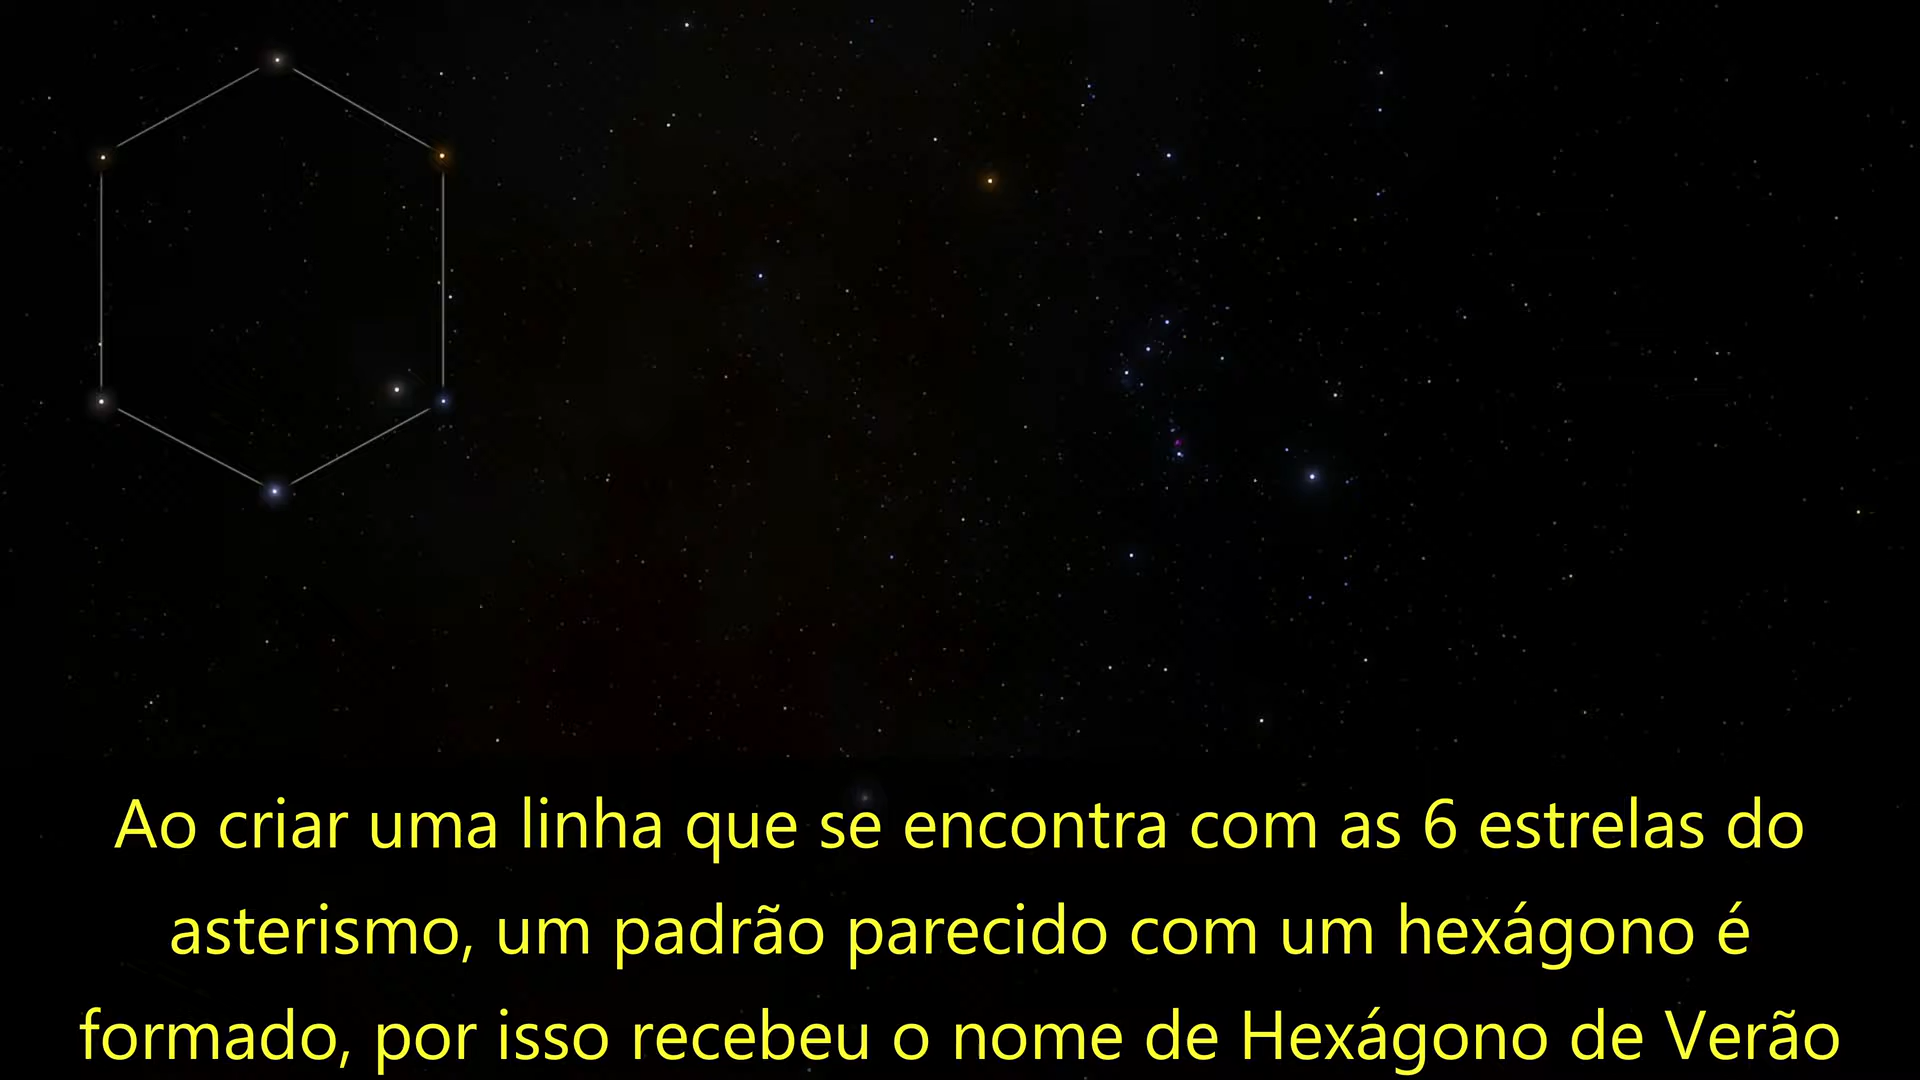 Ao criar uma linha que se encontra com as 6 estrelas do
asterismo, um padrão parecido com um hexágono é
formado, por isso recebeu o nome de Hexágono de Verão